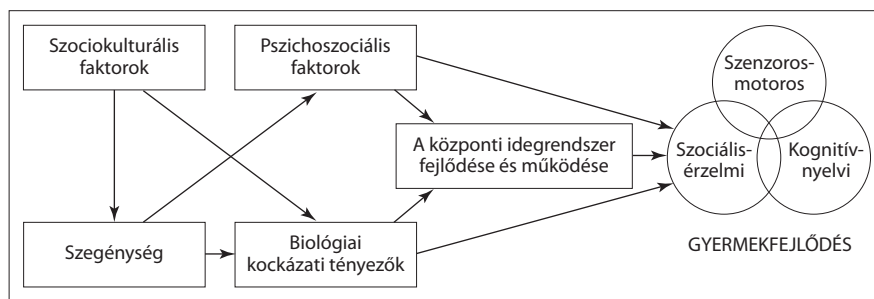 Szociokulturális
faktorok
Pszichoszociális
faktorok
Szenzoros-
motoros
A központi idegrendszer
fejlődése és működése
Szociális-
érzelmi
Kognitív-
nyelvi
Szegénység
Biológiai
kockázati tényezők
GYERMEKFEJLŐDÉS